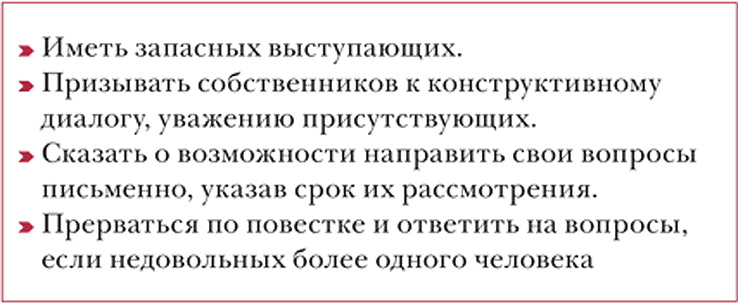 Иметь запасных выступающих.
Призывать собственников к конструктивному
диалогу, уважению присутствующих.
Сказать о возможности направить свои вопросы
письменно, указав срок их рассмотрения.
Прерваться по повестке и ответить на вопросы,
если недовольных более одного человека